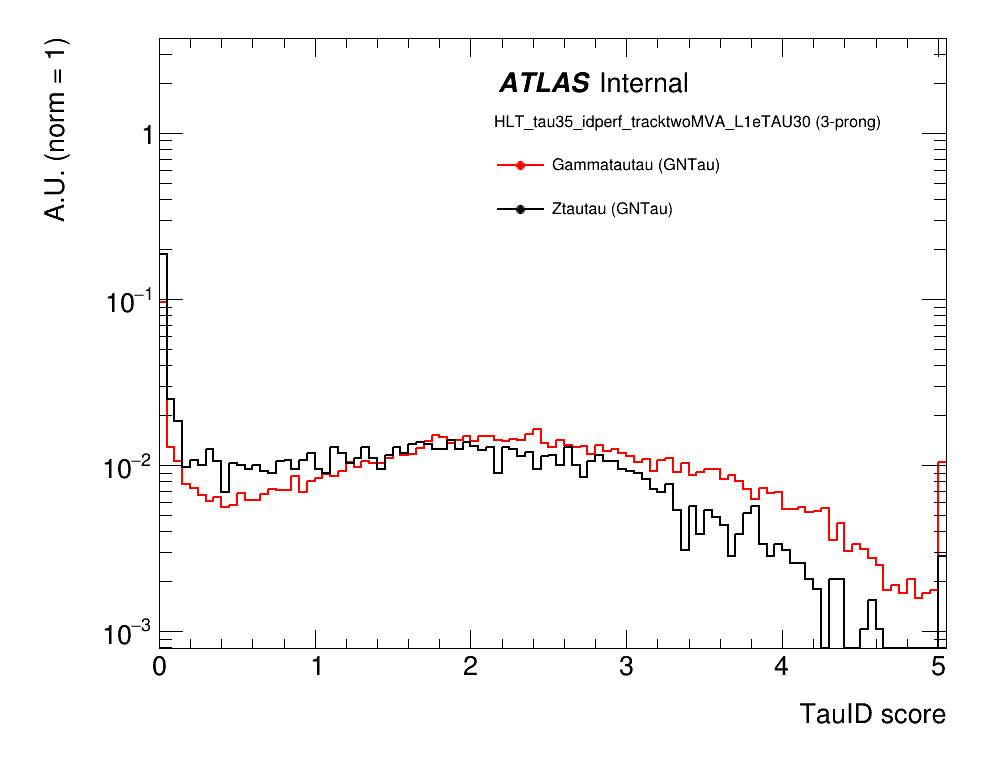 A.U. (norm = 1)
ATLAS Internal
HLT_tau35_idperf_tracktwoMVA_L1eTAU30 (3-prong)
Gammatautau (GNTau)
Ztautau (GNTau)
1
10⁻¹
10⁻²
10⁻³
0 1 2 3 4 5
TauID score